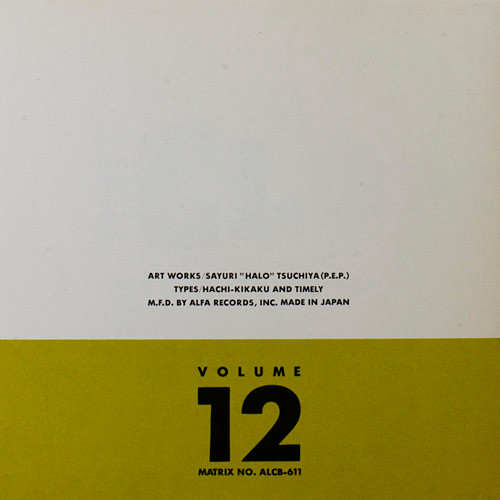 ART WORKS/SAYURI "HALO" TSUCHIYA(P.E.P.)
TYPES/HACHI-KIKAKU AND TIMELY
M.F.D. BY ALFA RECORDS, INC. MADE IN JAPAN
VOLUME
12
MATRIX NO. ALCB-611